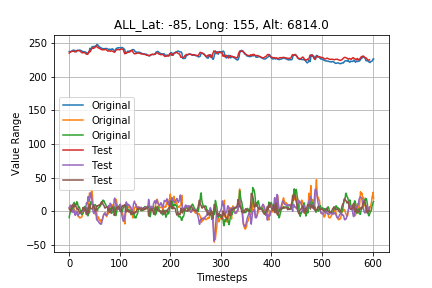 ALL_Lat: -85, Long: 155, Alt: 6814.0
250
200
150
100
50
0
−50
Value Range
Original
Original
Original
Test
Test
Test
0 100 200 300 400 500 600
Timesteps